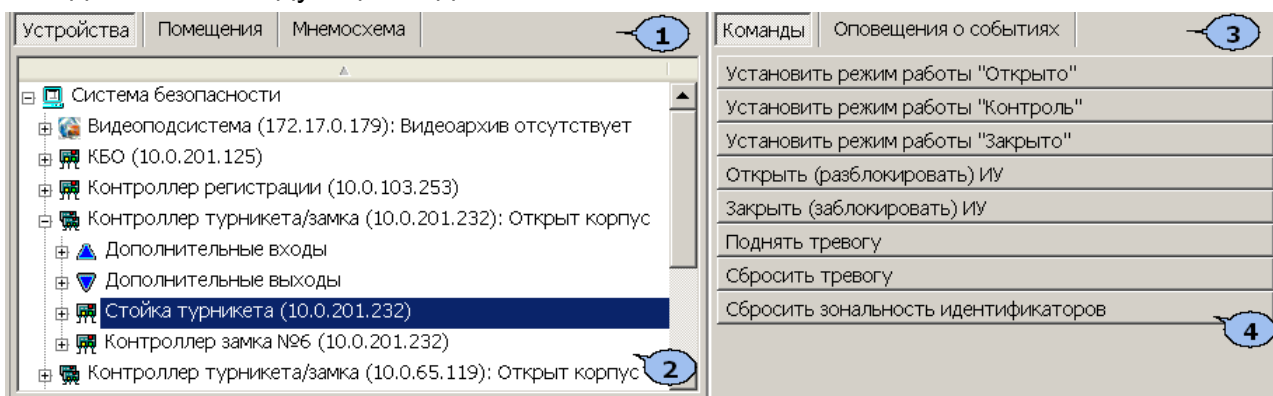 Устройства Помещения Мнемосхема 1
Система безопасности
Видеоподсистема (172.17.0.179): Видеоархив отсутствует
КБО (10.0.201.125)
Контроллер регистрации (10.0.103.253)
Контроллер турникета/замка (10.0.201.232): Открыт корпус
Дополнительные входы
Дополнительные выходы
Стойка турникета (10.0.201.232)
Контроллер замка №6 (10.0.201.232)
Контроллер турникета/замка (10.0.65.119): Открыт корпус
2
Команды Оповещения о событиях 3
Установить режим работы "Открыто"
Установить режим работы "Контроль"
Установить режим работы "Закрыто"
Открыть (разблокировать) ИУ
Закрыть (заблокировать) ИУ
Поднять тревогу
Сбросить тревогу
Сбросить зональность идентификаторов
4